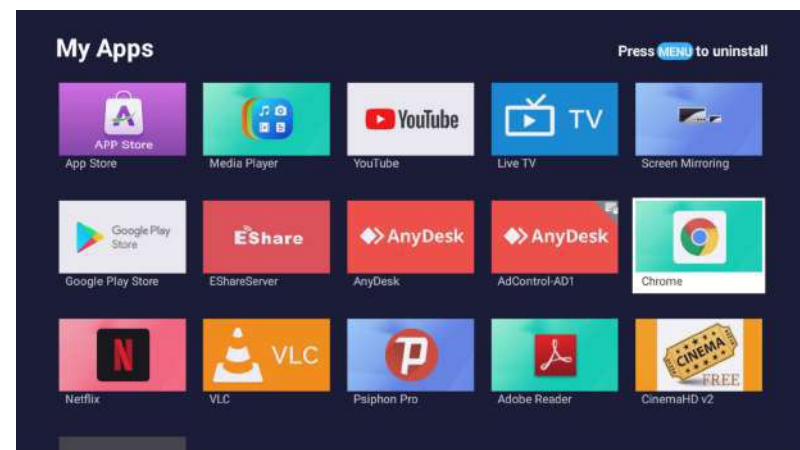 My Apps
Press MENU to uninstall
APP Store
YouTube
TV
App Store
Media Player
YouTube
Live TV
Screen Mirroring
Google Play
Store
EShare
AnyDesk
AnyDesk
Google Play Store
EShareServer
AnyDesk
AdControl-AD1
Chrome
N
VLC
CINEMA
FREE
Netflix
VLC
Psiphon Pro
Adobe Reader
CinemaHD v2